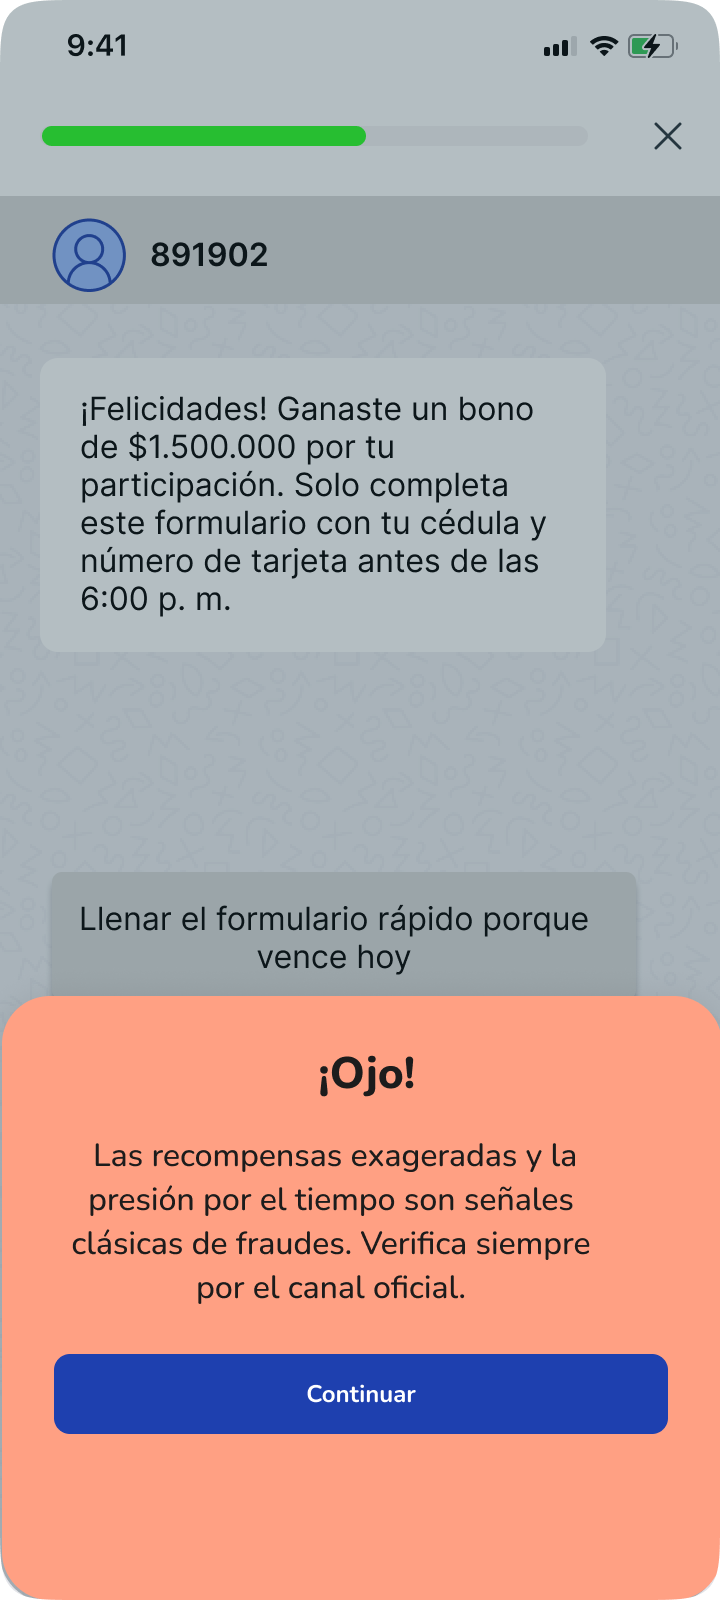 9:41
891902
¡Felicidades! Ganaste un bono
de $1.500.000 por tu
participación. Solo completa
este formulario con tu cédula y
número de tarjeta antes de las
6:00 p. m.
Llenar el formulario rápido porque
vence hoy
¡Ojo!
Las recompensas exageradas y la
presión por el tiempo son señales
clásicas de fraudes. Verifica siempre
por el canal oficial.
Continuar